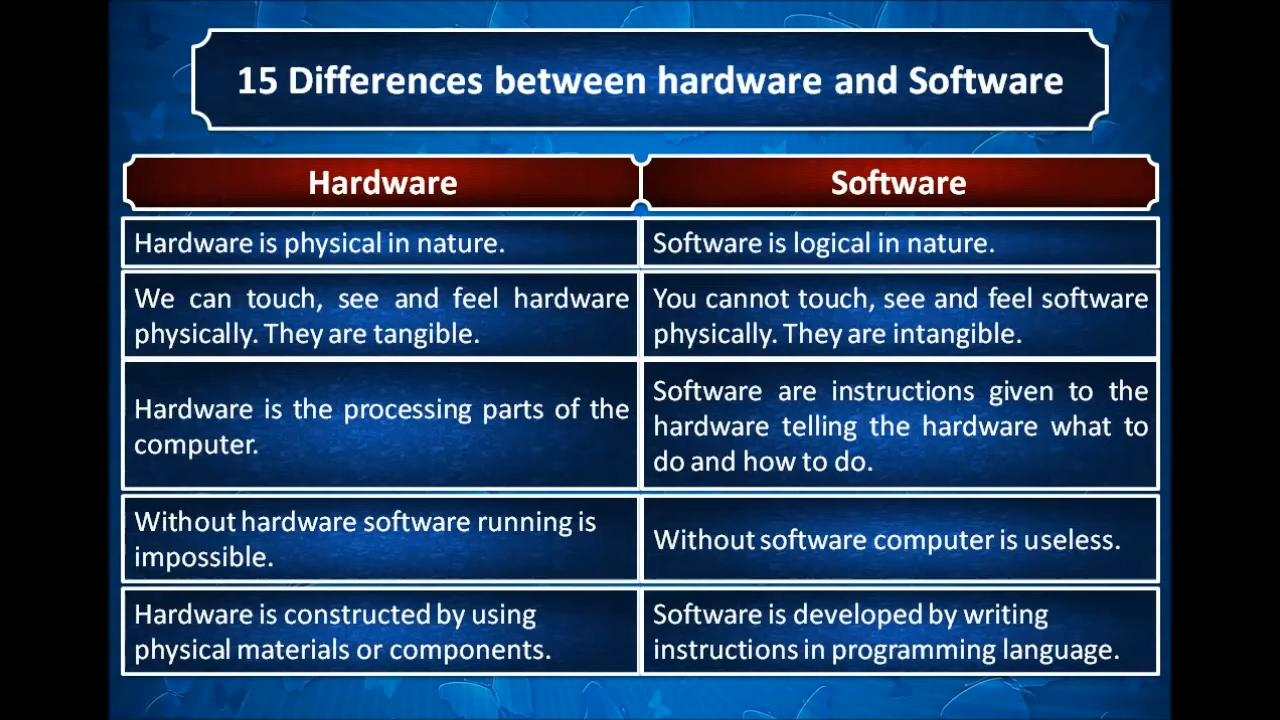 15 Differences between hardware and Software
Hardware
Software
Hardware is physical in nature.
Software is logical in nature.
We can touch, see and feel hardware
physically. They are tangible.
You cannot touch, see and feel software
physically. They are intangible.
Hardware is the processing parts of the
computer.
Software are instructions given to the
hardware telling the hardware what to
do and how to do.
Without hardware software running is
impossible.
Without software computer is useless.
Hardware is constructed by using
physical materials or components.
Software is developed by writing
instructions in programming language.